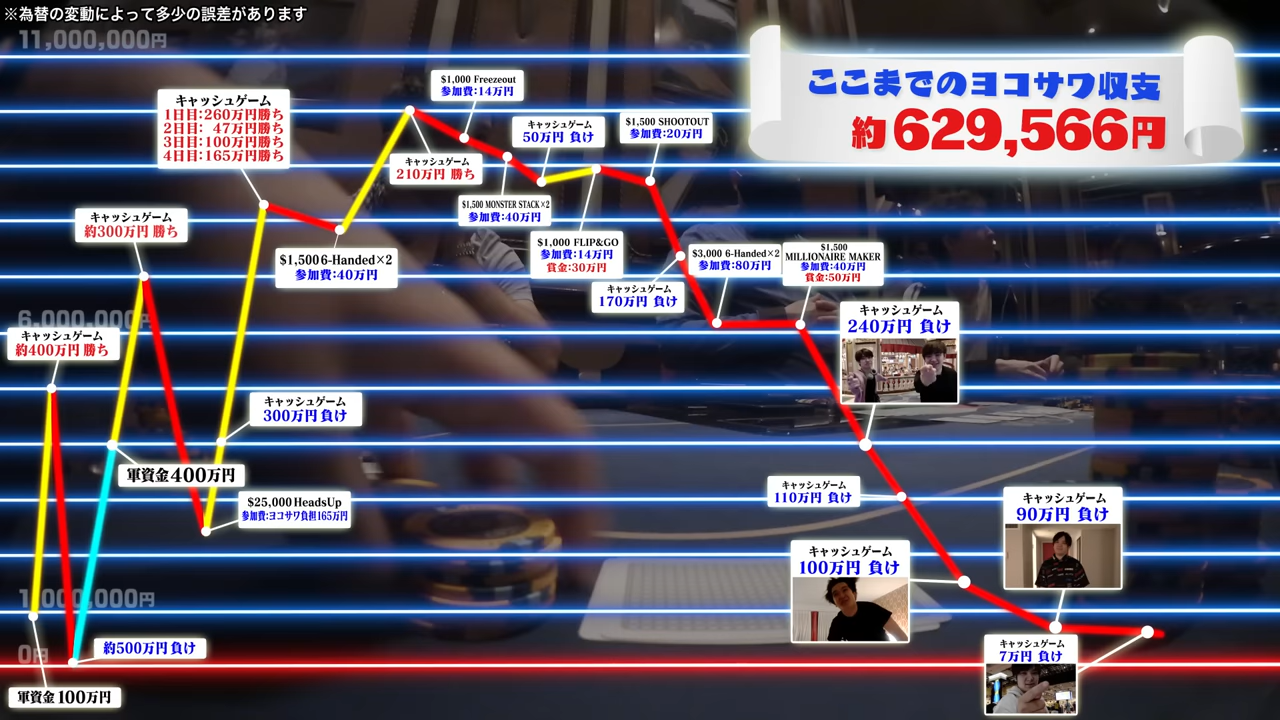 ※為替の変動によって多少の誤差があります
11,000,000円
ここまでのヨコサワ収支
約629,566円
$1,000 Freezeout
参加費:14万円
キャッシュゲーム
1日目:260万円勝ち
2日目: 47万円勝ち
3日目:100万円勝ち
4日目:165万円勝ち
キャッシュゲーム
50万円 負け
$1,500 SHOOTOUT
参加費:20万円
キャッシュゲーム
210万円 勝ち
$1,500 MONSTER STACK×2
参加費:40万円
キャッシュゲーム
約300万円 勝ち
$1,500 6-Handed×2
参加費:40万円
$1,000 FLIP&GO
参加費:14万円
賞金:30万円
$3,000 6-Handed×2
参加費:80万円
$1,500
MILLIONAIRE MAKER
参加費:40万円
賞金:50万円
キャッシュゲーム
170万円 負け
6,000,000円
キャッシュゲーム
約400万円 勝ち
キャッシュゲーム
240万円 負け
キャッシュゲーム
300万円 負け
軍資金400万円
$25,000 HeadsUp
参加費:ヨコサワ負担165万円
キャッシュゲーム
110万円 負け
キャッシュゲーム
90万円 負け
キャッシュゲーム
100万円 負け
1,000,000円
約500万円 負け
0円
キャッシュゲーム
7万円 負け
軍資金100万円